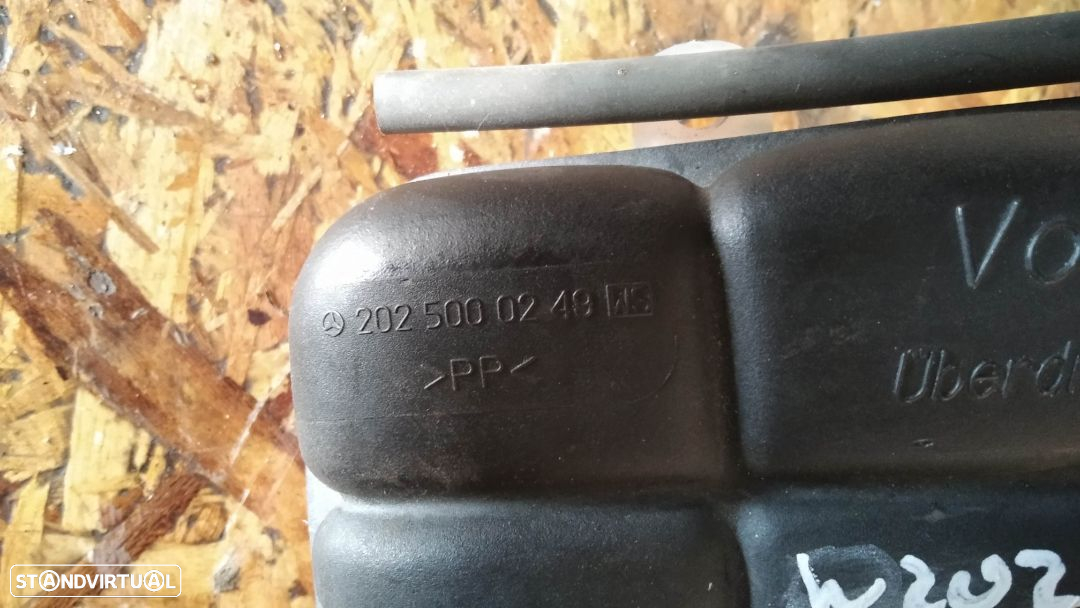 202 500 02 49
>PP<
VO
Überd
W202
STANDVIRTUAL